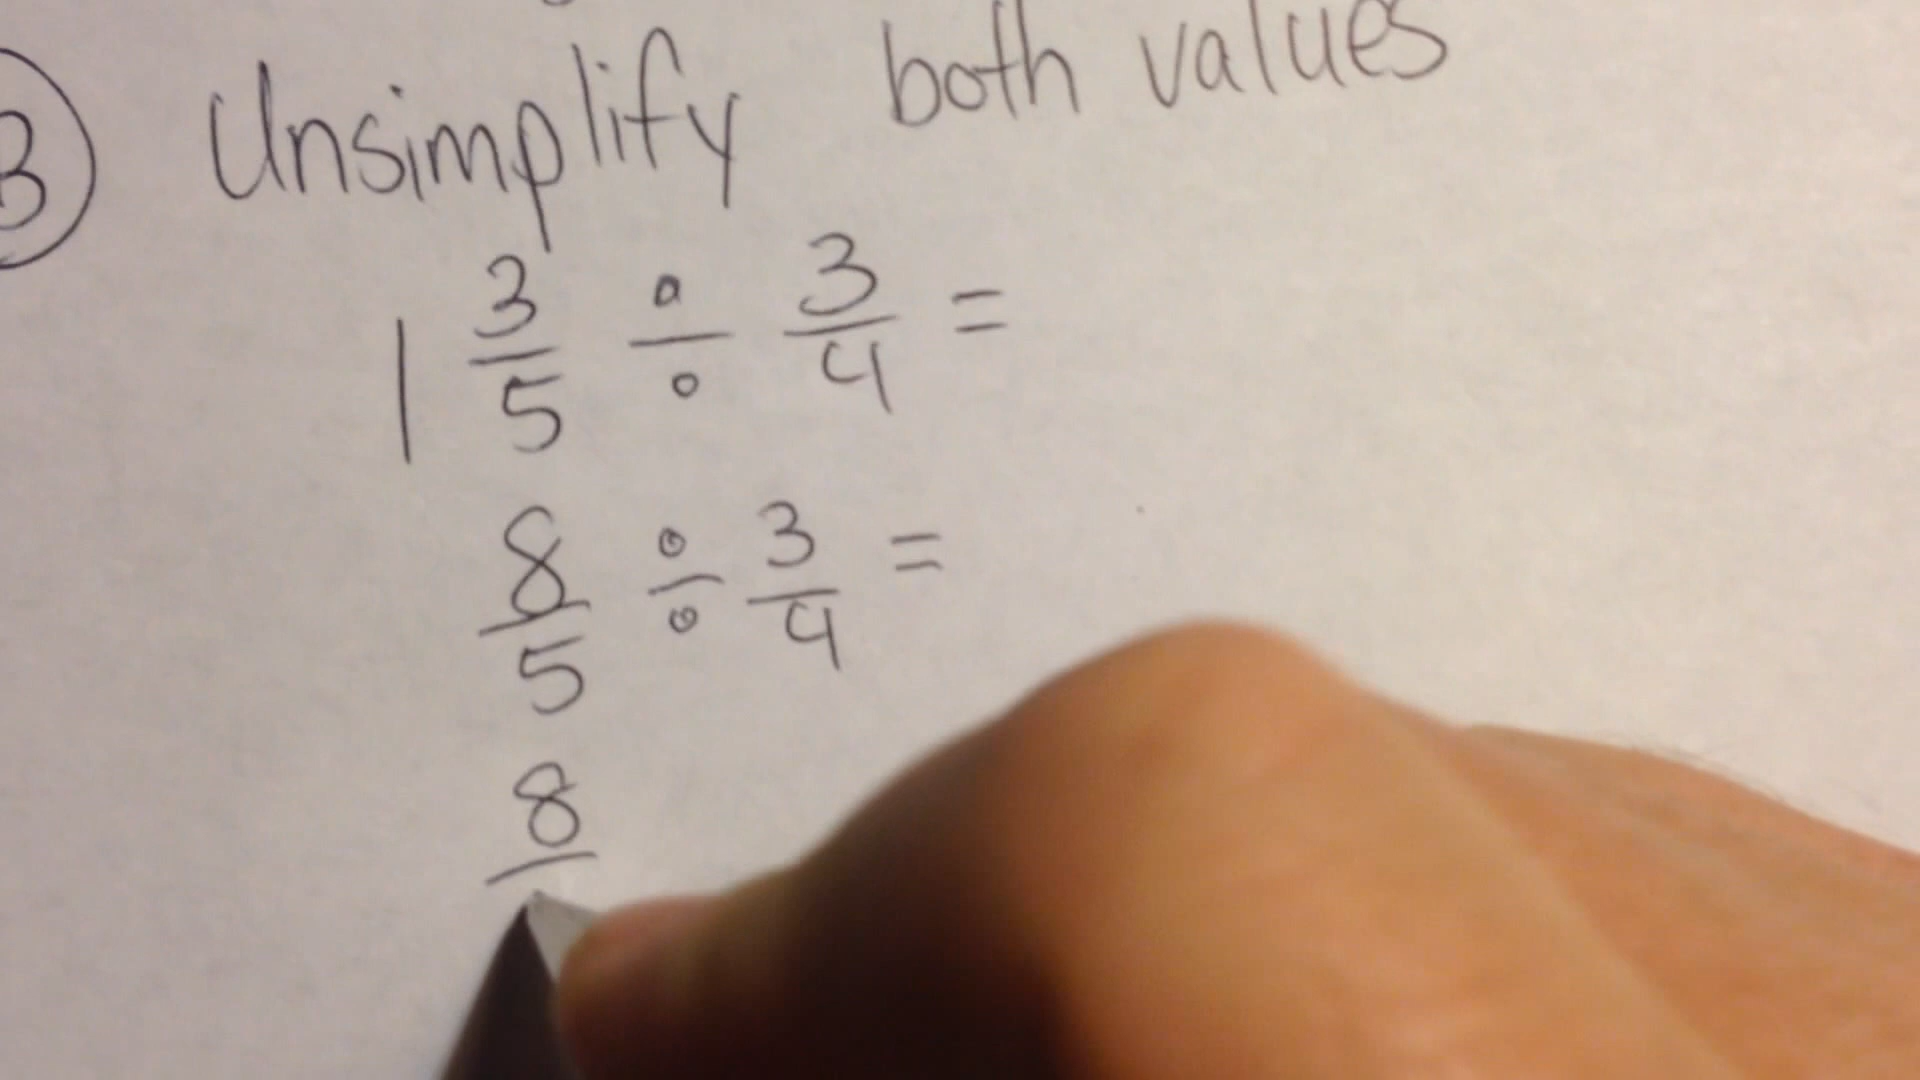 3 Unsimplify both values
1 3/5 ÷ 3/4 =
8/5 ÷ 3/4 =
8